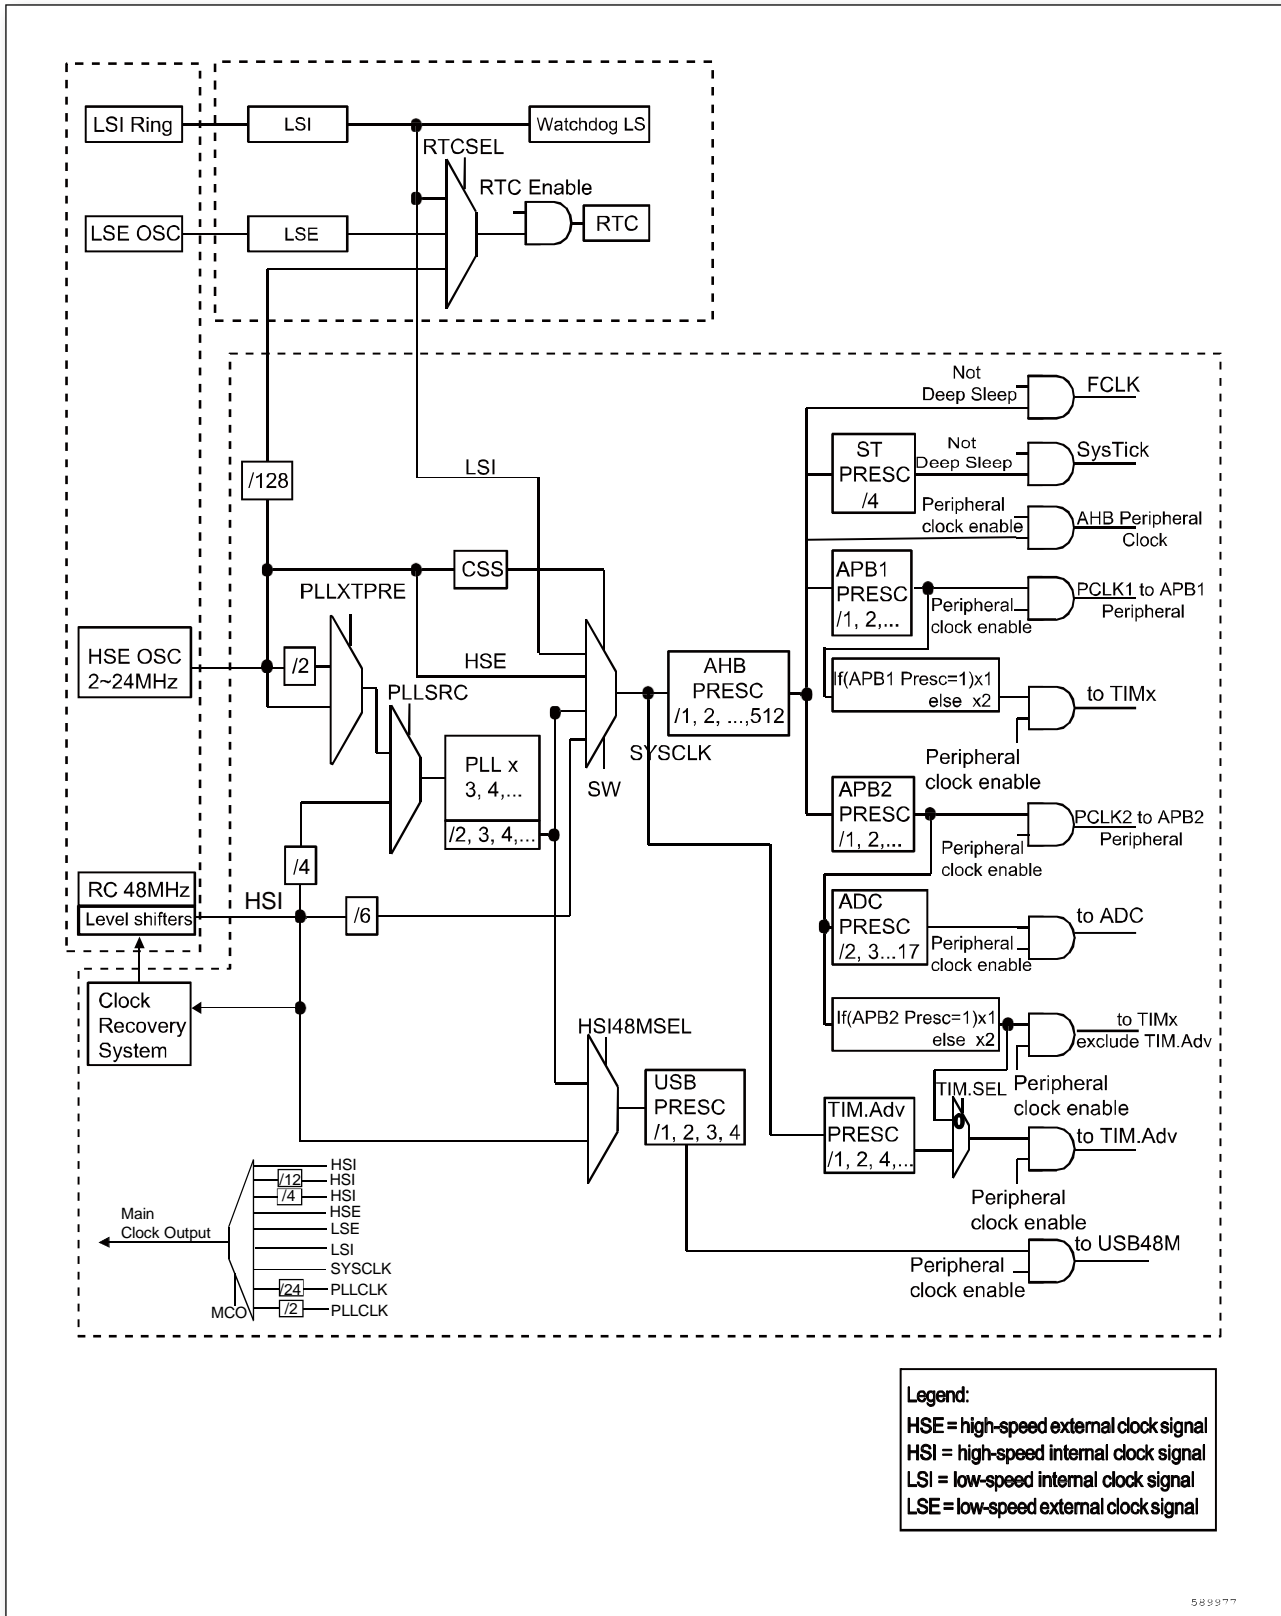 LSI Ring
LSI
Watchdog LS
RTCSEL
RTC Enable
LSE OSC
LSE
RTC
Not
Deep Sleep
FCLK
ST
PRESC
/4
Not
Deep Sleep
SysTick
/128
LSI
Peripheral
clock enable
AHB Peripheral
Clock
CSS
PLLXTPRE
APB1
PRESC
/1, 2,...
Peripheral
clock enable
PCLK1 to APB1
Peripheral
HSE OSC
2~24MHz
/2
HSE
PLLSRC
AHB
PRESC
/1, 2, ...,512
If(APB1 Presc=1)x1
else x2
to TIMx
PLL x
3, 4,...
/2, 3, 4,...
SYSCLK
SW
Peripheral
clock enable
APB2
PRESC
/1, 2,...
PCLK2 to APB2
Peripheral
Peripheral
clock enable
/4
RC 48MHz
Level shifters
HSI
/6
ADC
PRESC
/2, 3...17
Peripheral
clock enable
to ADC
Clock
Recovery
System
HSI48MSEL
If(APB2 Presc=1)x1
else x2
to TIMx
exclude TIM.Adv
USB
PRESC
/1, 2, 3, 4
TIM.SEL
0
Peripheral
clock enable
TIM.Adv
PRESC
/1, 2, 4,...
to TIM.Adv
Peripheral
clock enable
HSI
/12
HSI
/4
HSI
HSE
LSE
LSI
SYSCLK
/24
PLLCLK
/2
PLLCLK
Main
Clock Output
MCO
to USB48M
Peripheral
clock enable
Legend:
HSE = high-speed external clock signal
HSI = high-speed internal clock signal
LSI = low-speed internal clock signal
LSE = low-speed external clock signal
589977